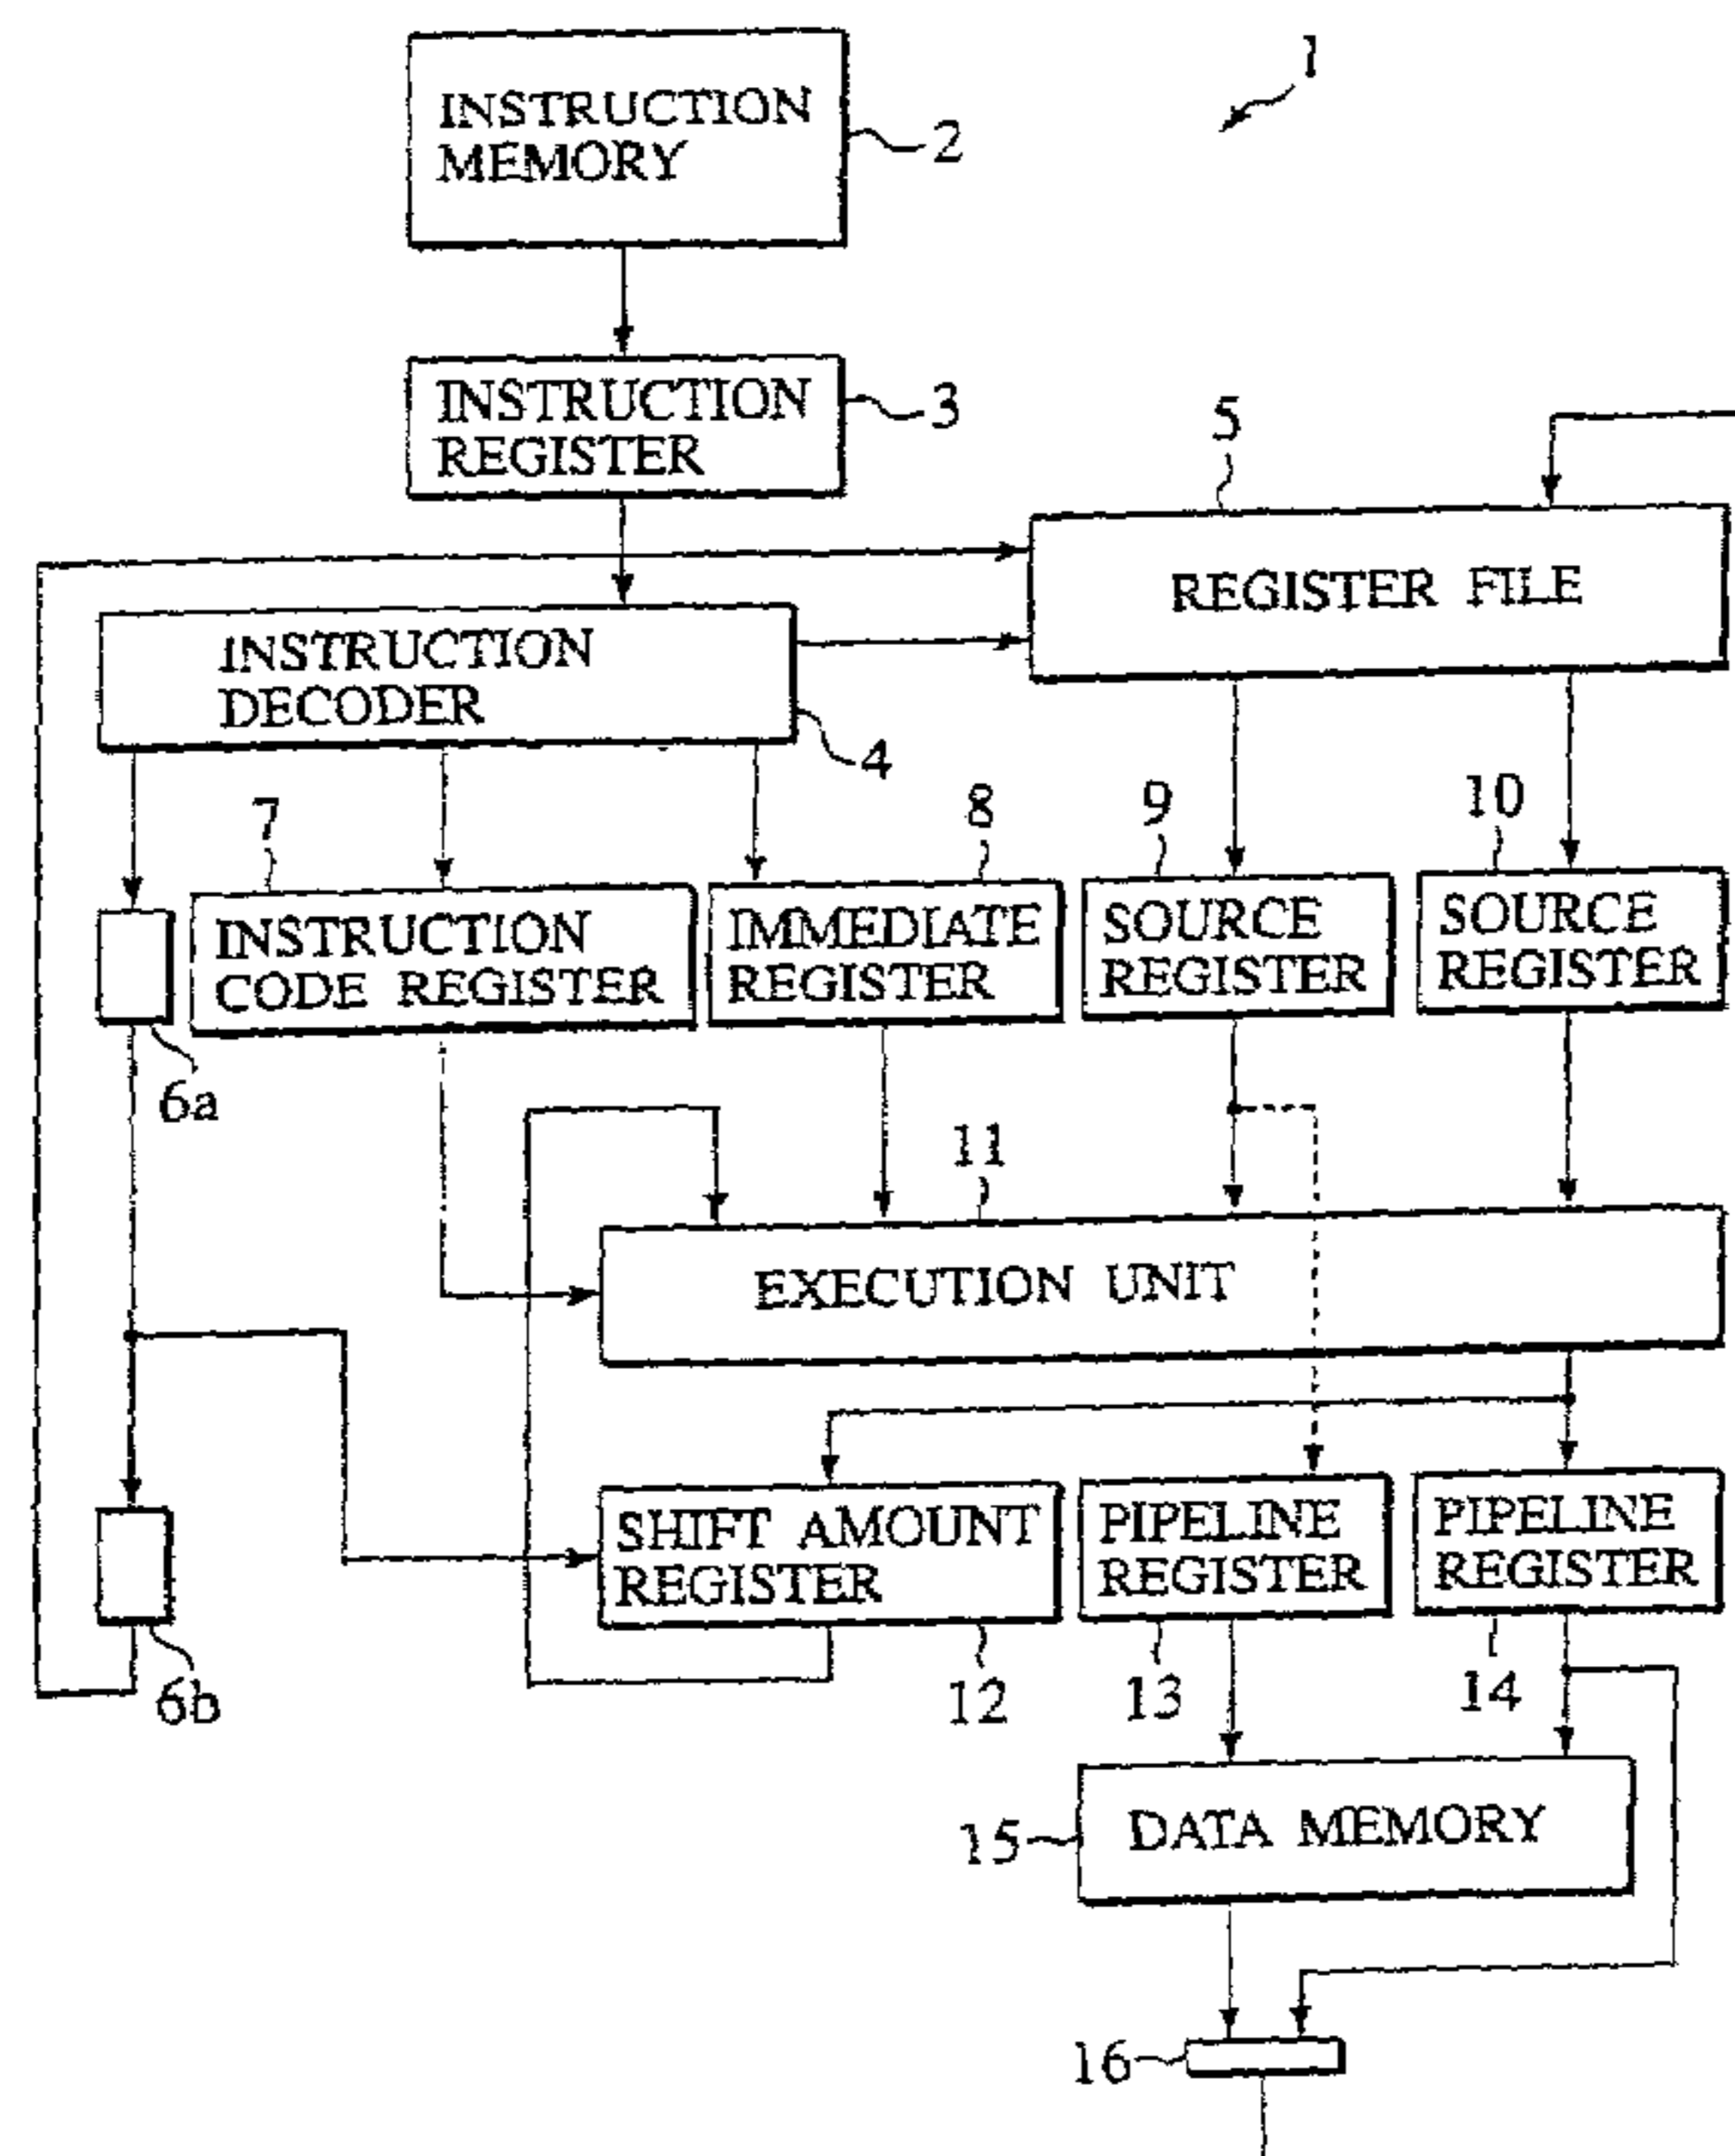 1
INSTRUCTION
MEMORY
2
INSTRUCTION
REGISTER
3
5
REGISTER FILE
INSTRUCTION
DECODER
4
7
8
9
10
INSTRUCTION
CODE REGISTER
IMMEDIATE
REGISTER
SOURCE
REGISTER
SOURCE
REGISTER
6a
11
EXECUTION UNIT
SHIFT AMOUNT
REGISTER
PIPELINE
REGISTER
PIPELINE
REGISTER
6b
12
13
14
15
DATA MEMORY
16